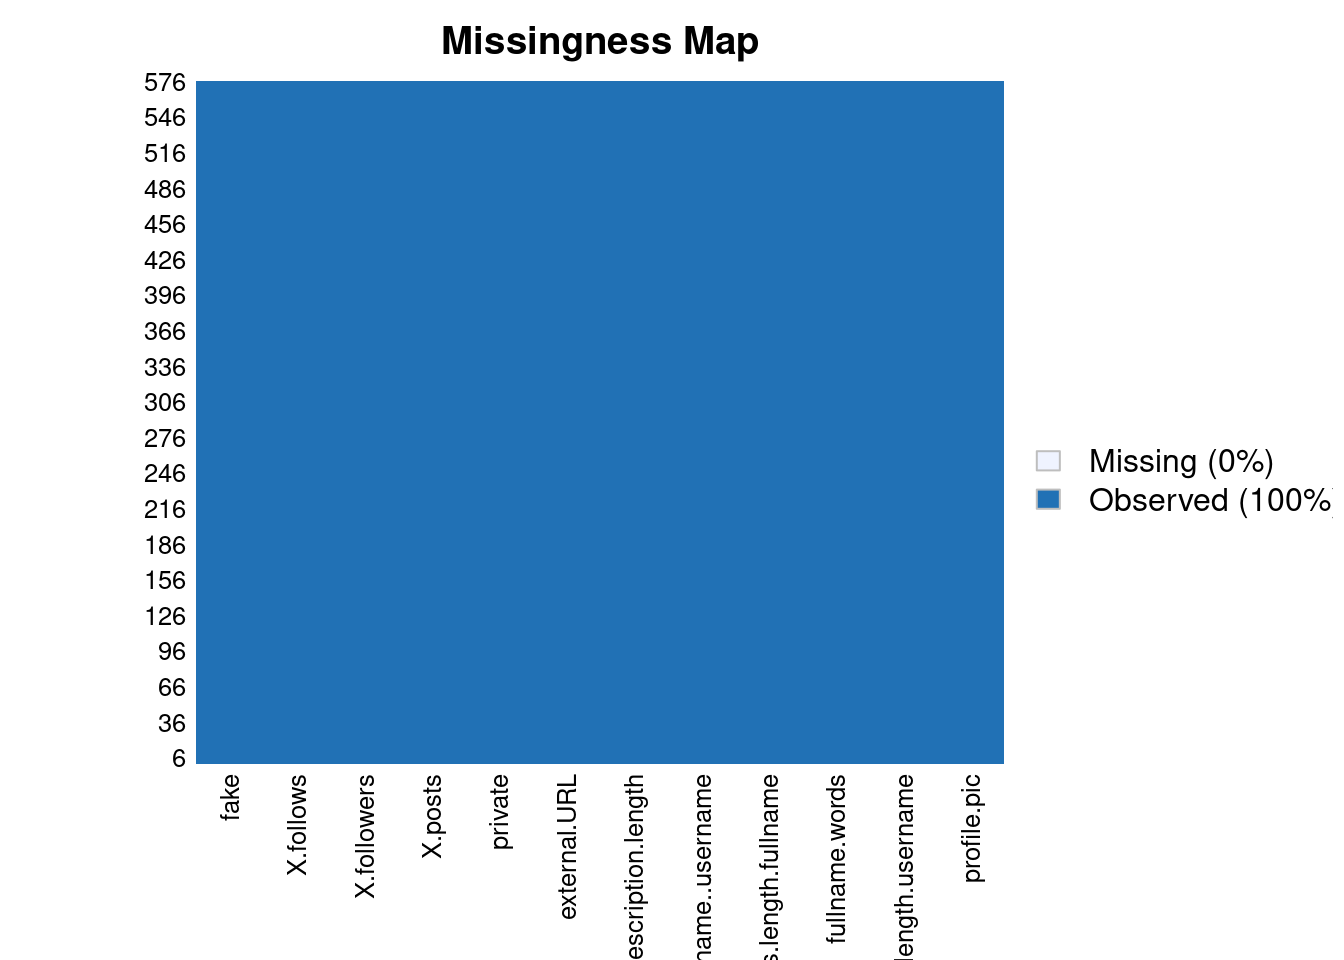 Missingness Map
576
546
516
486
456
426
396
366
336
306
276
246
216
186
156
126
96
66
36
6
Missing (0%)
Observed (100%)
fake
X.follows
X.followers
X.posts
private
external.URL
escription.length
name..username
s.length.fullname
fullname.words
length.username
profile.pic